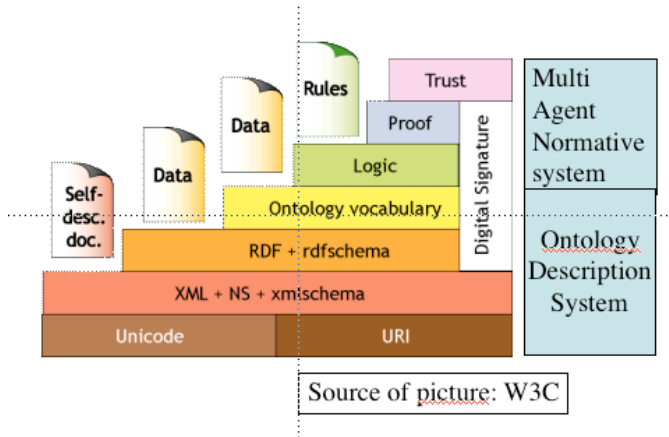 Trust
Rules
Proof
Data
Logic
Data
Self-
desc.
doc.
Ontology vocabulary
Digital Signature
RDF + rdfschema
XML + NS + xmlschema
Unicode
URI
Multi
Agent
Normative
system
Ontology
Description
System
Source of picture: W3C